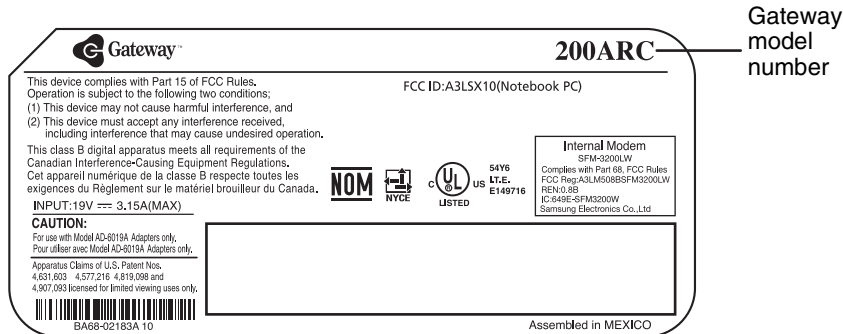 Gateway™
200ARC
Gateway
model
number
This device complies with Part 15 of FCC Rules.
Operation is subject to the following two conditions;
(1) This device may not cause harmful interference, and
(2) This device must accept any interference received,
including interference that may cause undesired operation.
This class B digital apparatus meets all requirements of the
Canadian Interference-Causing Equipment Regulations.
Cet appareil numérique de la classe B respecte toutes les
exigences du Règlement sur le matériel brouilleur du Canada.
FCC ID:A3LSX10(Notebook PC)
INPUT:19V 3.15A(MAX)
CAUTION:
For use with Model AD-6019A Adapters only.
Pour utiliser avec Model AD-6019A Adapters only.
Apparatus Claims of U.S. Patent Nos.
4,631,603 4,577,216 4,819,098 and
4,907,093 licensed for limited viewing uses only.
BA68-02183A 10
NOM
NYCE
C UL ® US
LISTED
54Y6
I.T.E.
E149716
Internal Modem
SFM-3200LW
Complies with Part 68, FCC Rules
FCC Reg:A3LM508BSFM3200LW
REN:0.8B
IC:649E-SFM3200W
Samsung Electronics Co.,Ltd
Assembled in MEXICO